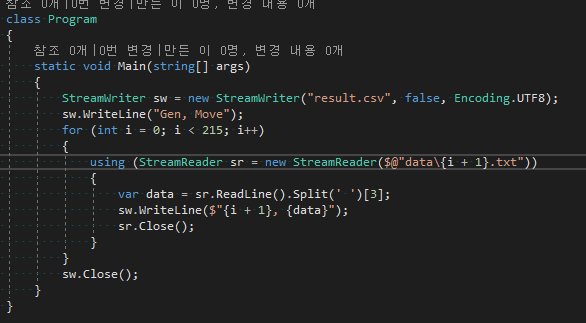 참조 0개|0번 변경|만든 이 0명, 변경 내용 0개
class Program
{
참조 0개|0번 변경|만든 이 0명, 변경 내용 0개
static void Main(string[] args)
{
StreamWriter sw = new StreamWriter("result.csv", false, Encoding.UTF8);
sw.WriteLine("Gen, Move");
for (int i = 0; i < 215; i++)
{
using (StreamReader sr = new StreamReader($@"data\{i + 1}.txt"))
{
var data = sr.ReadLine().Split(' ')[3];
sw.WriteLine($"{i + 1}, {data}");
sr.Close();
}
}
sw.Close();
}
}